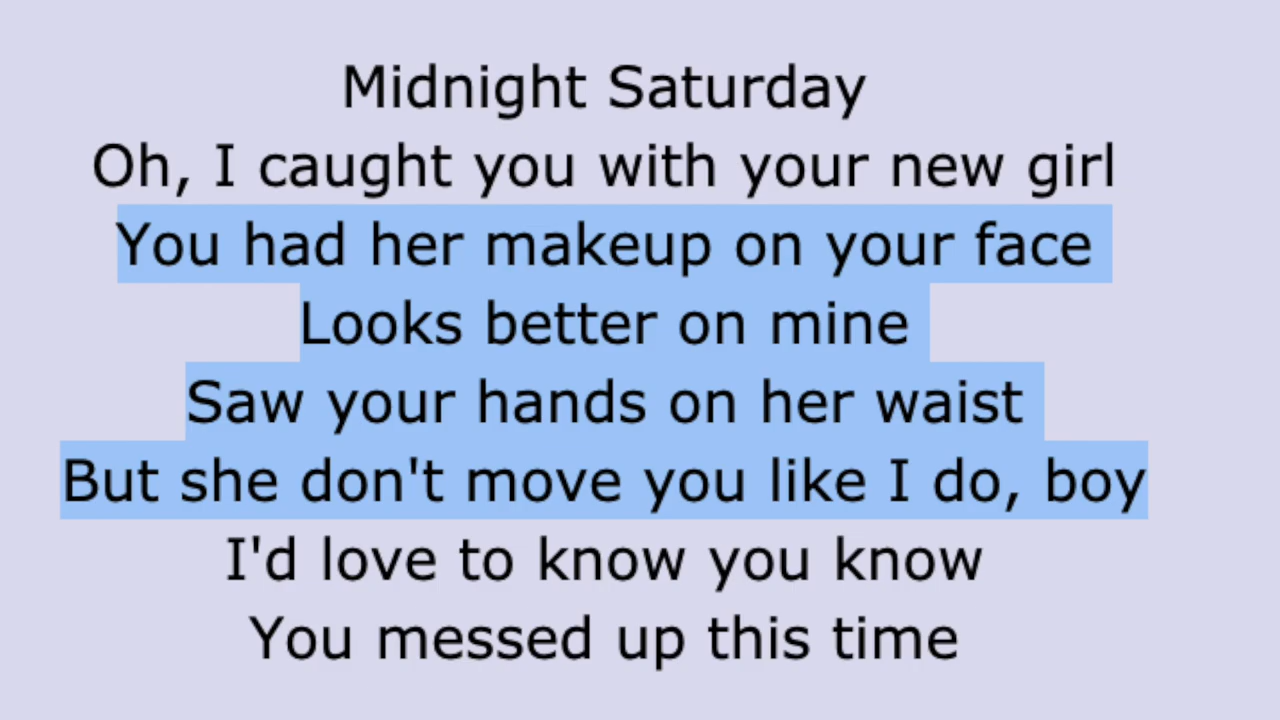 Midnight Saturday
Oh, I caught you with your new girl
You had her makeup on your face
Looks better on mine
Saw your hands on her waist
But she don't move you like I do, boy
I'd love to know you know
You messed up this time